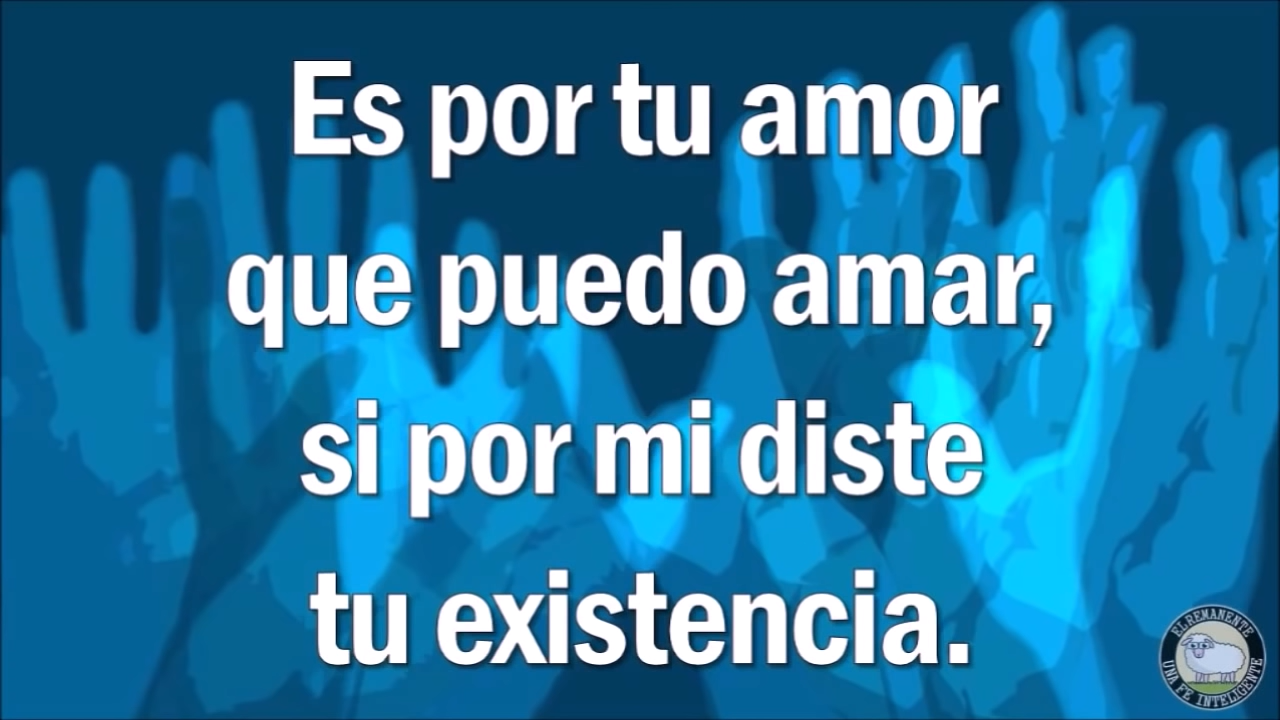 Es por tu amor
que puedo amar,
si por mi diste
tu existencia.
EL REMANENTE
UNA FE INTELIGENTE